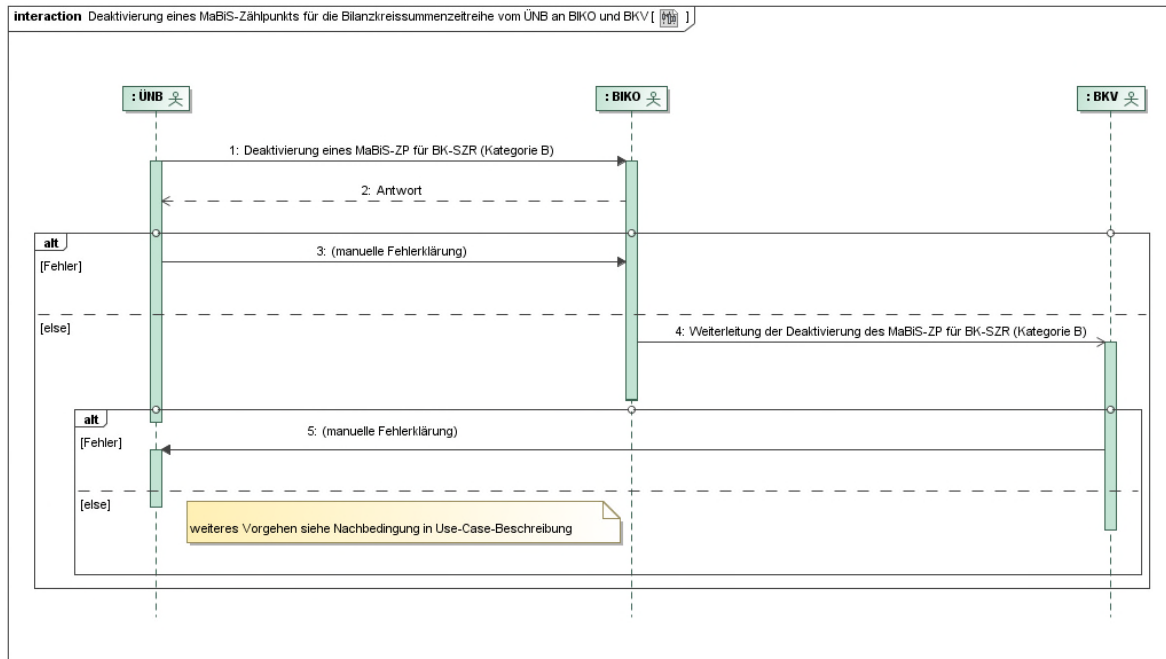 interaction Deaktivierung eines MaBiS-Zählpunkts für die Bilanzkreissummenzeitreihe vom ÜNB an BIKO und BKV [ ]
: ÜNB
: BIKO
: BKV
1: Deaktivierung eines MaBiS-ZP für BK-SZR (Kategorie B)
2: Antwort
alt
3: (manuelle Fehlerklärung)
[Fehler]
[else]
4: Weiterleitung der Deaktivierung des MaBiS-ZP für BK-SZR (Kategorie B)
alt
5: (manuelle Fehlerklärung)
[Fehler]
[else]
weiteres Vorgehen siehe Nachbedingung in Use-Case-Beschreibung